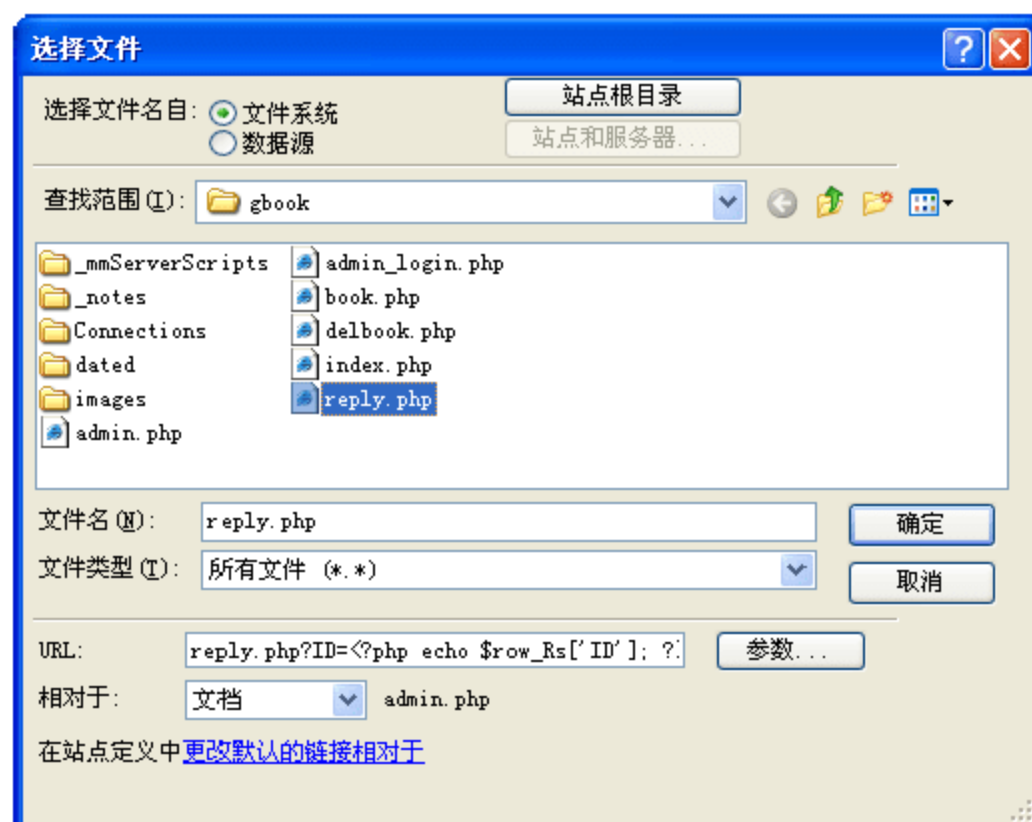 选择文件
选择文件名自: 文件系统 站点根目录
数据源 站点和服务器...
查找范围(I): gbook
_mmServerScripts admin_login.php
_notes book.php
Connections delbook.php
dated index.php
images reply.php
admin.php
文件名(N): reply.php 确定
文件类型(T): 所有文件 (*.*) 取消
URL: reply.php?ID=<?php echo $row_Rs['ID']; ? 参数...
相对于: 文档 admin.php
在站点定义中更改默认的链接相对于